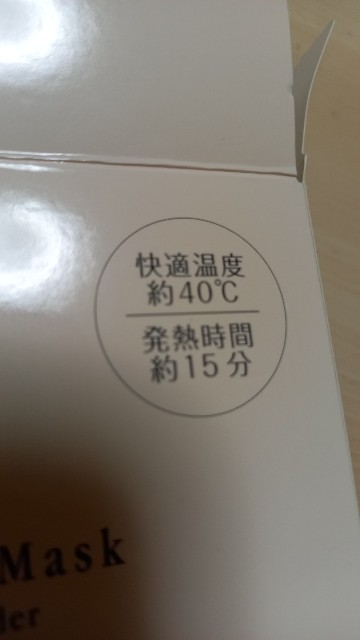 快適温度
約40℃
発熱時間
約15分
Mask